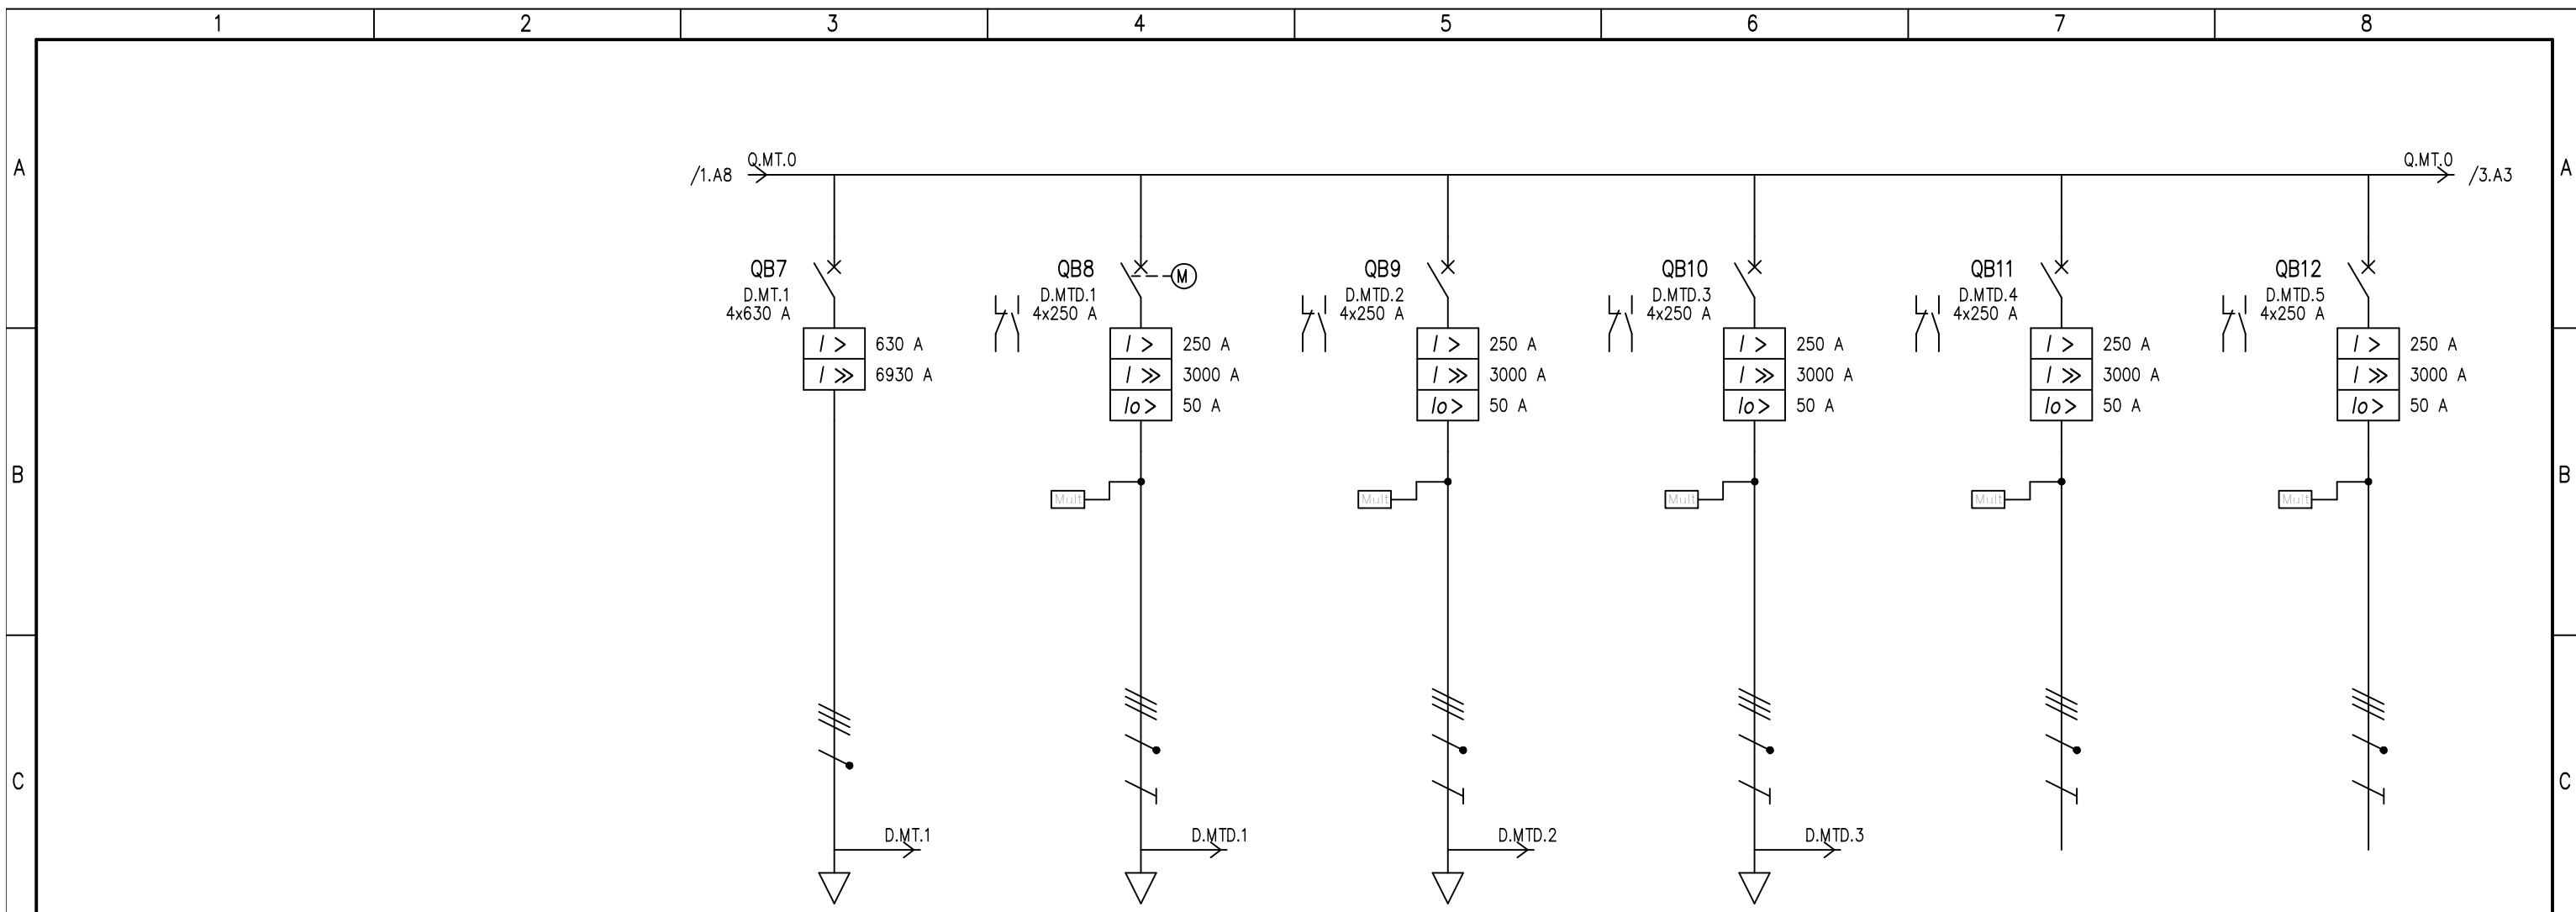 1 2 3 4 5 6 7 8
A A
Q.MT.0 Q.MT.0
/1.A8 /3.A3
QB7 QB8 M QB9 QB10 QB11 QB12
D.MT.1 D.MTD.1 D.MTD.2 D.MTD.3 D.MTD.4 D.MTD.5
4x630 A 4x250 A 4x250 A 4x250 A 4x250 A 4x250 A
I > 630 A I > 250 A I > 250 A I > 250 A I > 250 A I > 250 A
I >> 6930 A I >> 3000 A I >> 3000 A I >> 3000 A I >> 3000 A I >> 3000 A
Io > 50 A Io > 50 A Io > 50 A Io > 50 A Io > 50 A
B B
Mult Mult Mult Mult Mult
C C
D.MT.1 D.MTD.1 D.MTD.2 D.MTD.3